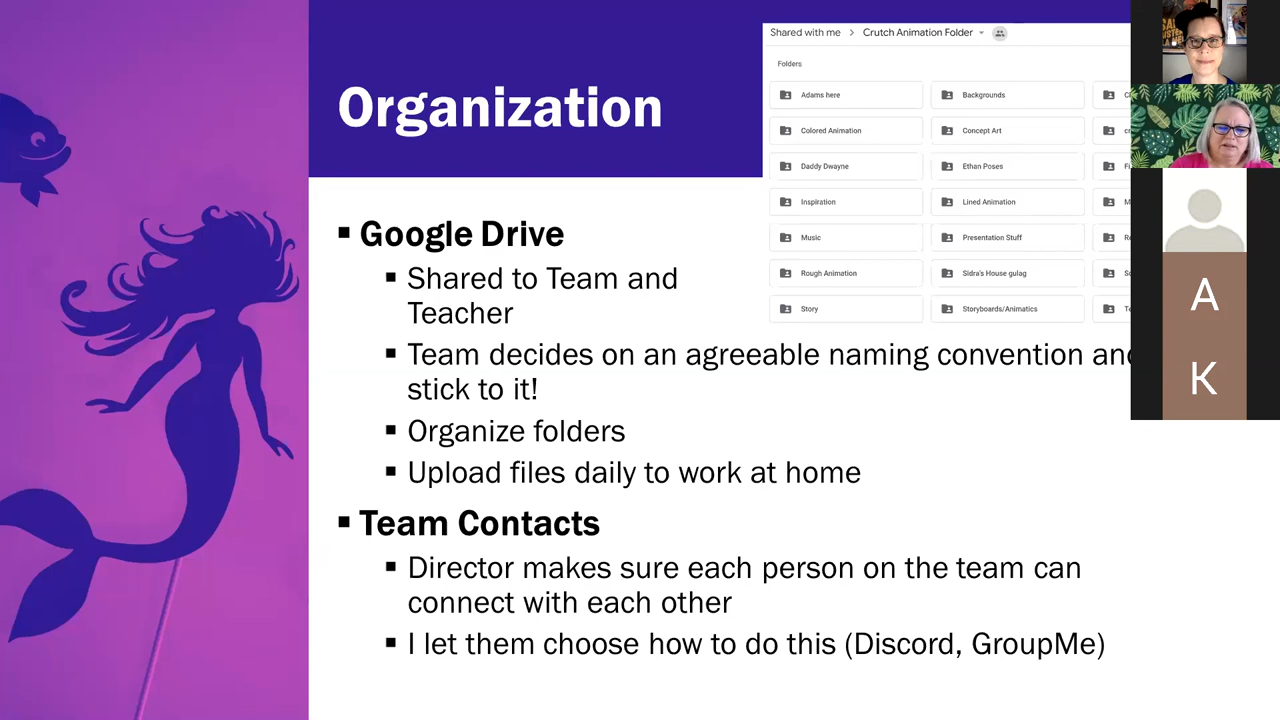 Shared with me > Crutch Animation Folder
Organization
Folders
Adams here
Backgrounds
Colored Animation
Concept Art
Daddy Dwayne
Ethan Poses
Inspiration
Lined Animation
Music
Presentation Stuff
Rough Animation
Sidra's House gulag
Story
Storyboards/Animatics
▪ Google Drive
▪ Shared to Team and
Teacher
▪ Team decides on an agreeable naming convention and
stick to it!
▪ Organize folders
▪ Upload files daily to work at home
▪ Team Contacts
▪ Director makes sure each person on the team can
connect with each other
▪ I let them choose how to do this (Discord, GroupMe)
A
K